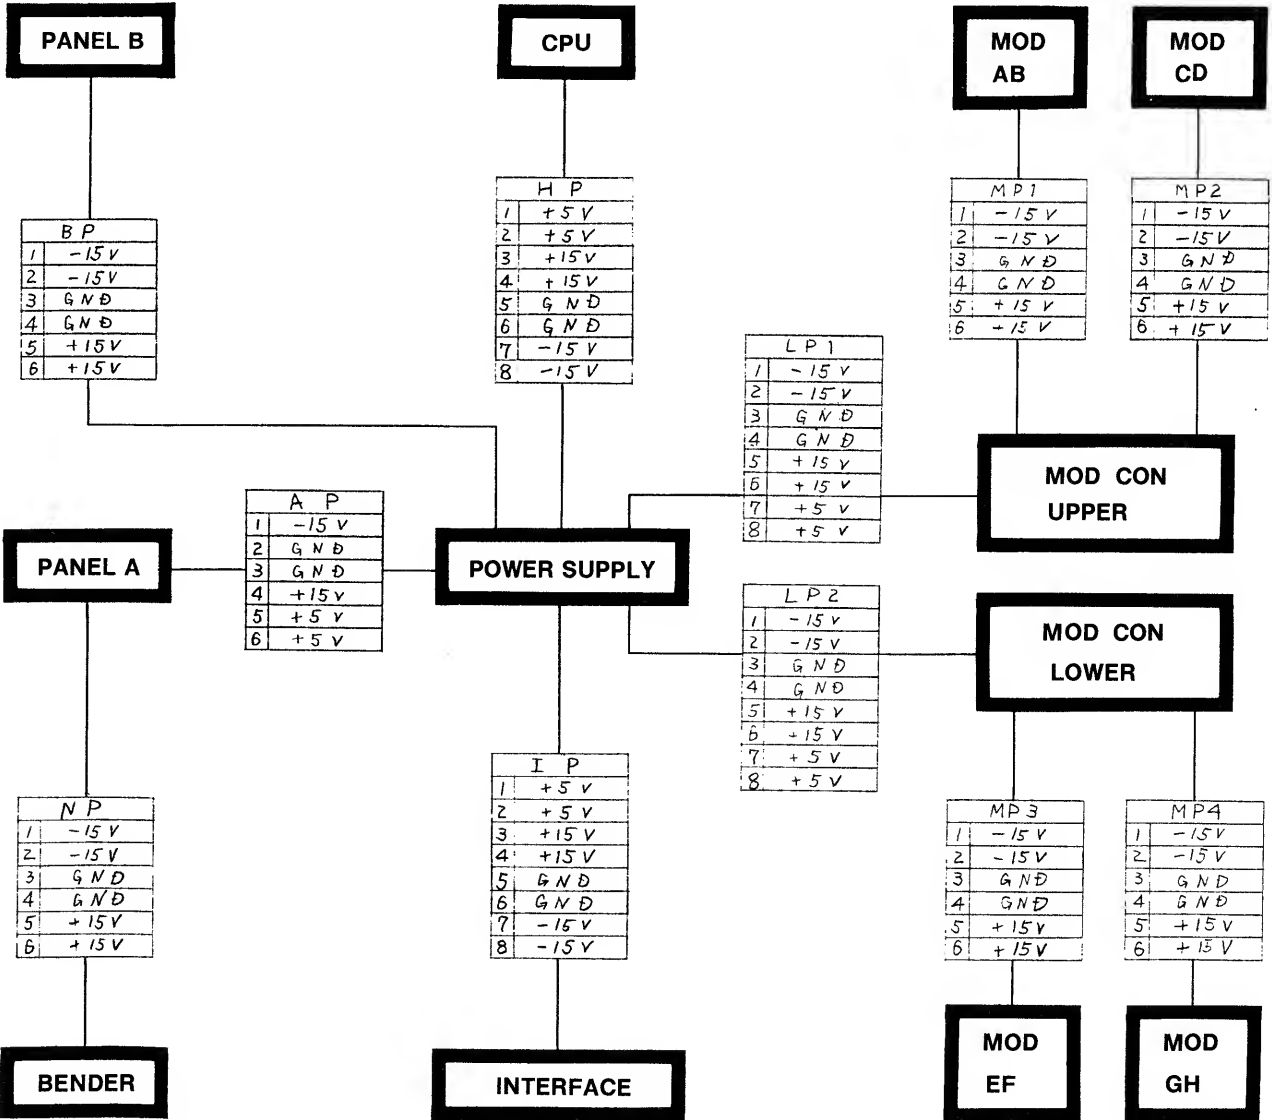 PANEL B
CPU
MOD
AB
MOD
CD
B P
1 -15 V
2 -15 V
3 GND
4 GND
5 +15 V
6 +15 V
H P
1 +5 V
2 +5 V
3 +15 V
4 +15 V
5 GND
6 GND
7 -15 V
8 -15 V
MP1
1 -15 V
2 -15 V
3 GND
4 GND
5 +15 V
6 +15 V
MP2
1 -15 V
2 -15 V
3 GND
4 GND
5 +15 V
6 +15 V
LP1
1 -15 V
2 -15 V
3 GND
4 GND
5 +15 V
6 +15 V
7 +5 V
8 +5 V
MOD CON
UPPER
A P
1 -15 V
2 GND
3 GND
4 +15 V
5 +5 V
6 +5 V
PANEL A
POWER SUPPLY
LP2
1 -15 V
2 -15 V
3 GND
4 GND
5 +15 V
6 +15 V
7 +5 V
8 +5 V
MOD CON
LOWER
N P
1 -15 V
2 -15 V
3 GND
4 GND
5 +15 V
6 +15 V
I P
1 +5 V
2 +5 V
3 +15 V
4 +15 V
5 GND
6 GND
7 -15 V
8 -15 V
MP3
1 -15 V
2 -15 V
3 GND
4 GND
5 +15 V
6 +15 V
MP4
1 -15 V
2 -15 V
3 GND
4 GND
5 +15 V
6 +15 V
BENDER
INTERFACE
MOD
EF
MOD
GH